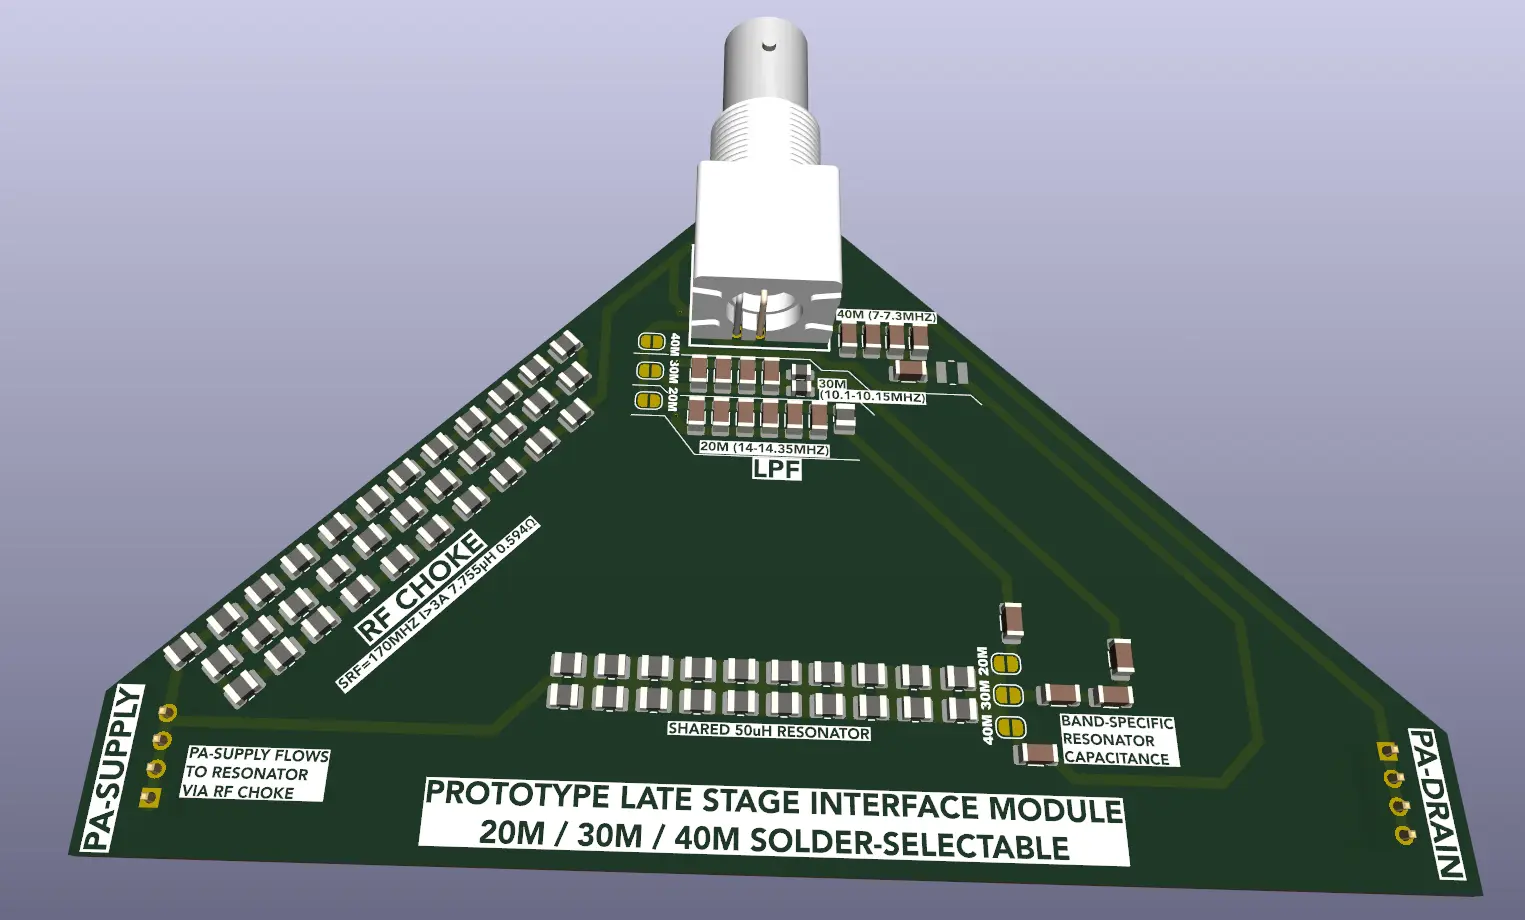 40M (7-7.3MHZ)
40M
30M
20M
30M
(10.1-10.15MHZ)
20M (14-14.35MHZ)
LPF
RF CHOKE
SRF=170MHZ I>3A 7.755µH 0.594Ω
20M
30M
40M
SHARED 50uH RESONATOR
BAND-SPECIFIC
RESONATOR
CAPACITANCE
PA-SUPPLY
PA-SUPPLY FLOWS
TO RESONATOR
VIA RF CHOKE
PA-DRAIN
PROTOTYPE LATE STAGE INTERFACE MODULE
20M / 30M / 40M SOLDER-SELECTABLE